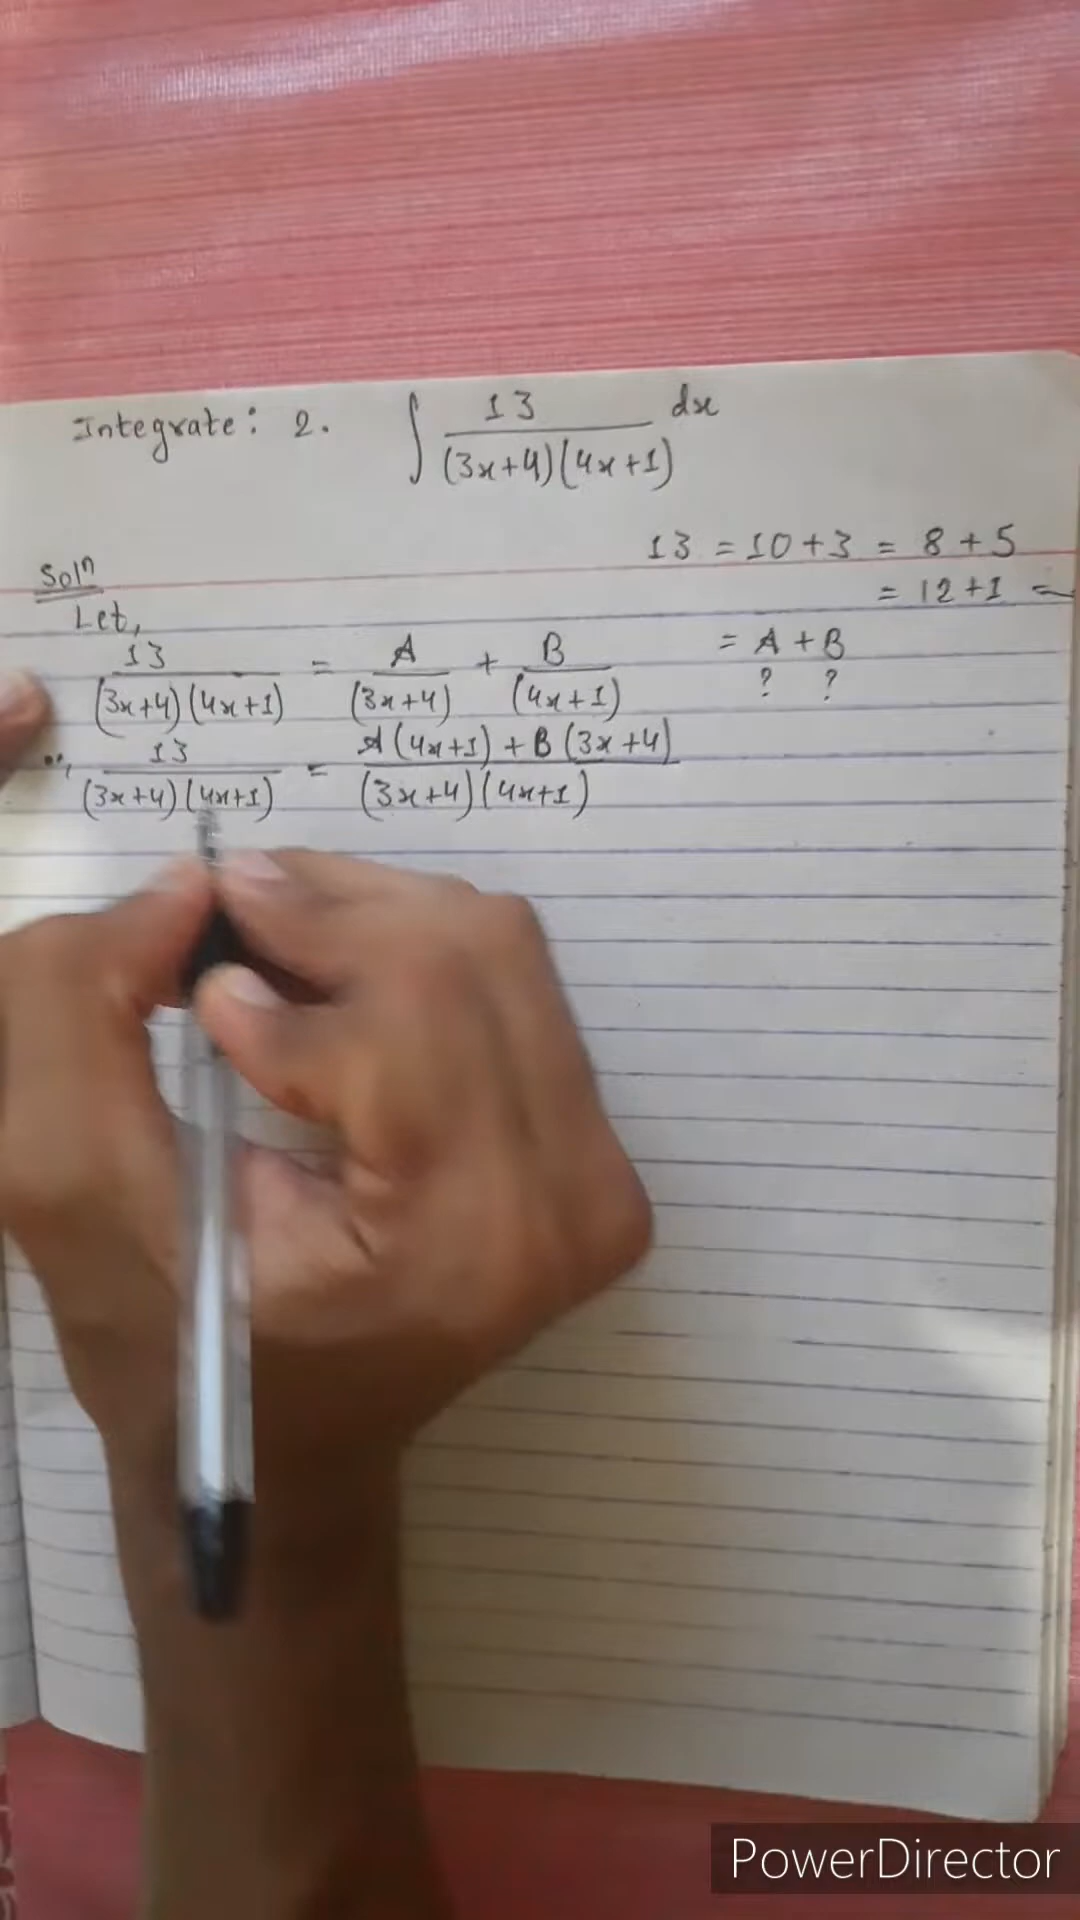 Integrate: 2. ∫ 13 / (3x+4)(4x+1) dx
13 = 10+3 = 8+5
= 12+1 =
= A + B
? ?
Solⁿ
Let,
13 / (3x+4)(4x+1) = A / (3x+4) + B / (4x+1)
or, 13 / (3x+4)(4x+1) = A(4x+1) + B(3x+4) / (3x+4)(4x+1)
PowerDirector